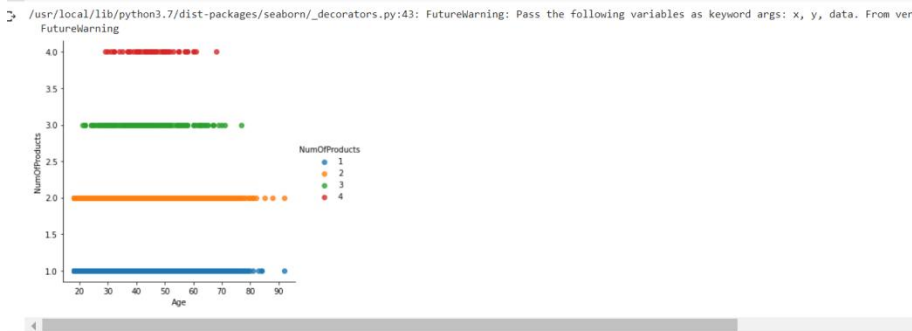 /usr/local/lib/python3.7/dist-packages/seaborn/_decorators.py:43: FutureWarning: Pass the following variables as keyword args: x, y, data. From ver
FutureWarning
4.0
3.5
3.0
2.5
2.0
1.5
1.0
NumOfProducts
20 30 40 50 60 70 80 90
Age
NumOfProducts
1
2
3
4